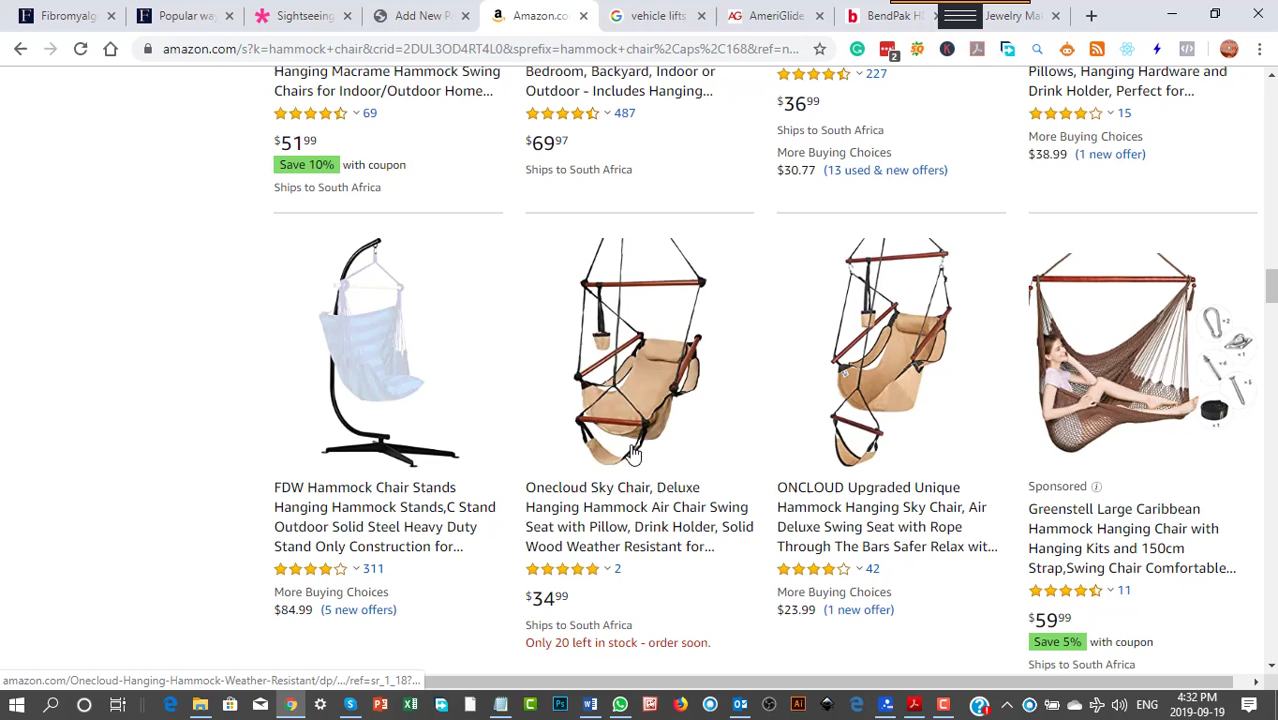 Fibromyalg
Popular wa
Sightseeing
Add New Po
Amazon.co
vehicle lifts
AmeriGlide
BendPak HD
Jewelry Ma
amazon.com/s?k=hammock+chair&crid=2DUL3OD4RT4L0&sprefix=hammock+chair%2Caps%2C168&ref=n...
2
Hanging Macrame Hammock Swing
Chairs for Indoor/Outdoor Home...
69
$51.99
Save 10% with coupon
Ships to South Africa
Bedroom, Backyard, Indoor or
Outdoor - Includes Hanging...
487
$69.97
Ships to South Africa
227
$36.99
Ships to South Africa
More Buying Choices
$30.77 (13 used & new offers)
Pillows, Hanging Hardware and
Drink Holder, Perfect for...
15
More Buying Choices
$38.99 (1 new offer)
×2
×1
×4
×6
×1
FDW Hammock Chair Stands
Hanging Hammock Stands,C Stand
Outdoor Solid Steel Heavy Duty
Stand Only Construction for...
311
More Buying Choices
$84.99 (5 new offers)
Onecloud Sky Chair, Deluxe
Hanging Hammock Air Chair Swing
Seat with Pillow, Drink Holder, Solid
Wood Weather Resistant for...
2
$34.99
Ships to South Africa
Only 20 left in stock - order soon.
ONCLOUD Upgraded Unique
Hammock Hanging Sky Chair, Air
Deluxe Swing Seat with Rope
Through The Bars Safer Relax wit...
42
More Buying Choices
$23.99 (1 new offer)
Sponsored
Greenstell Large Caribbean
Hammock Hanging Chair with
Hanging Kits and 150cm
Strap,Swing Chair Comfortable...
11
$59.99
Save 5% with coupon
Ships to South Africa
amazon.com/Onecloud-Hanging-Hammock-Weather-Resistant/dp/.../ref=sr_1_18?...
4:32 PM
2019-09-19